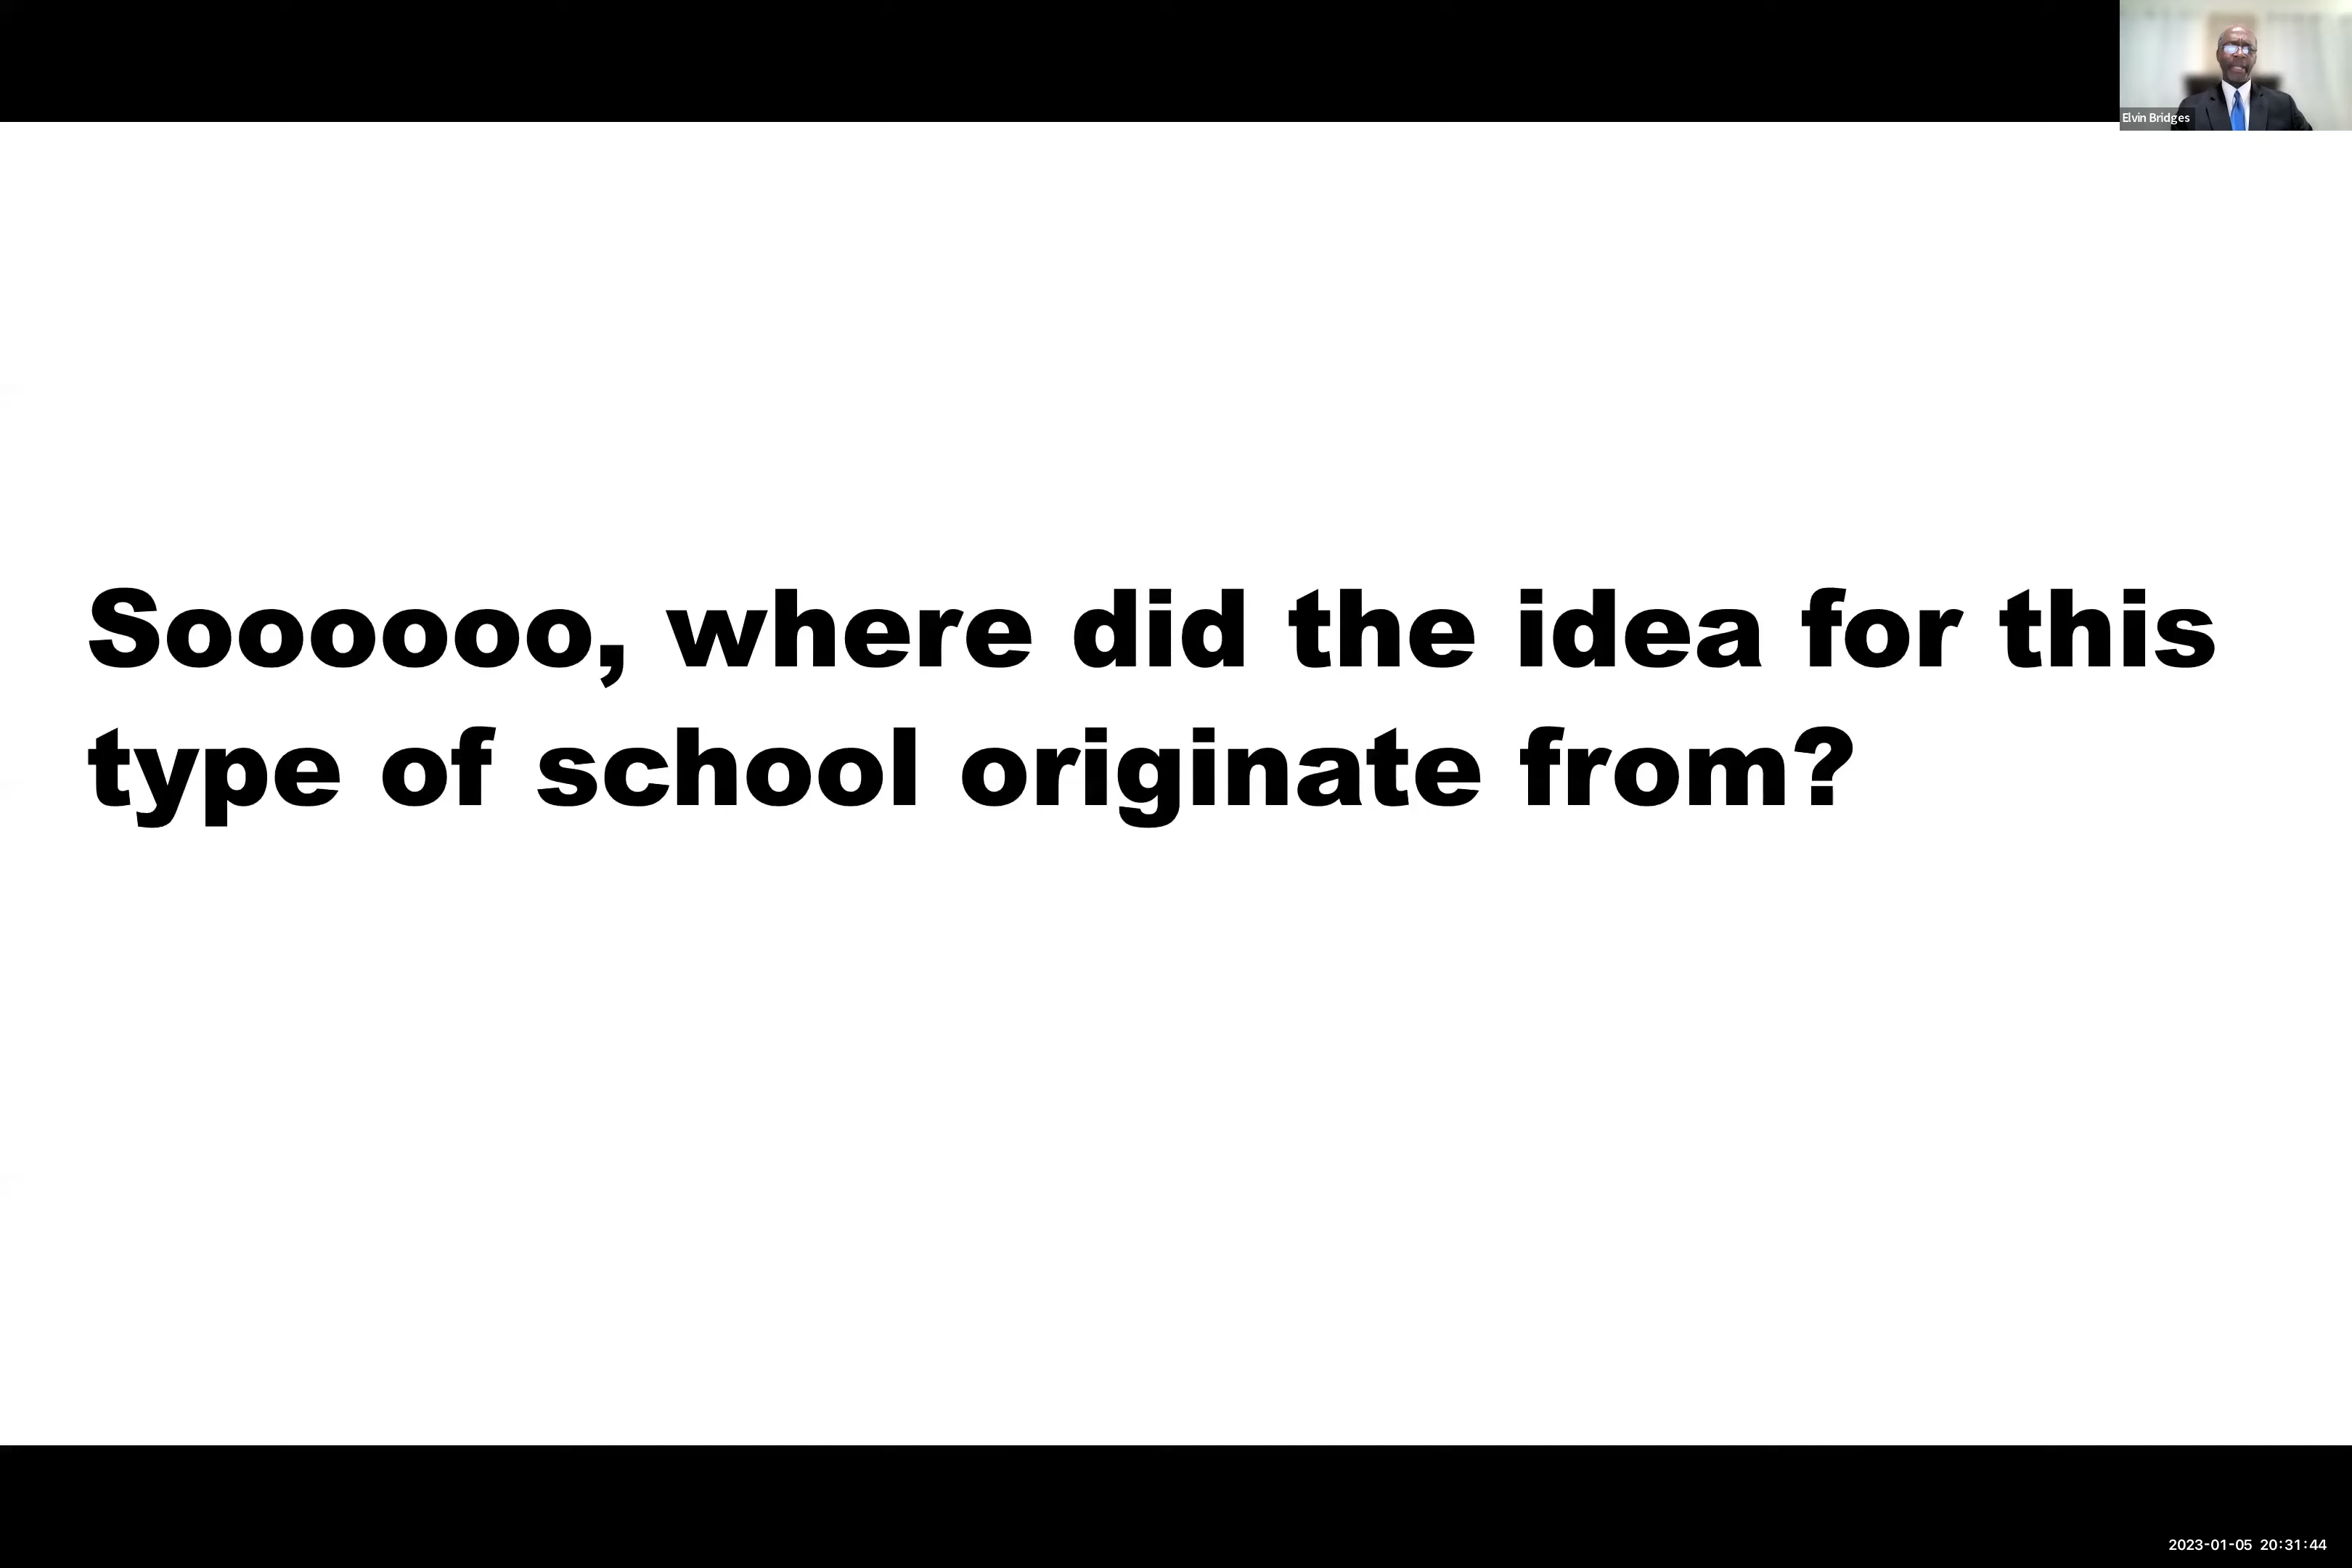 Elvin Bridges
Soooooo, where did the idea for this
type of school originate from?
2023-01-05 20:31:44